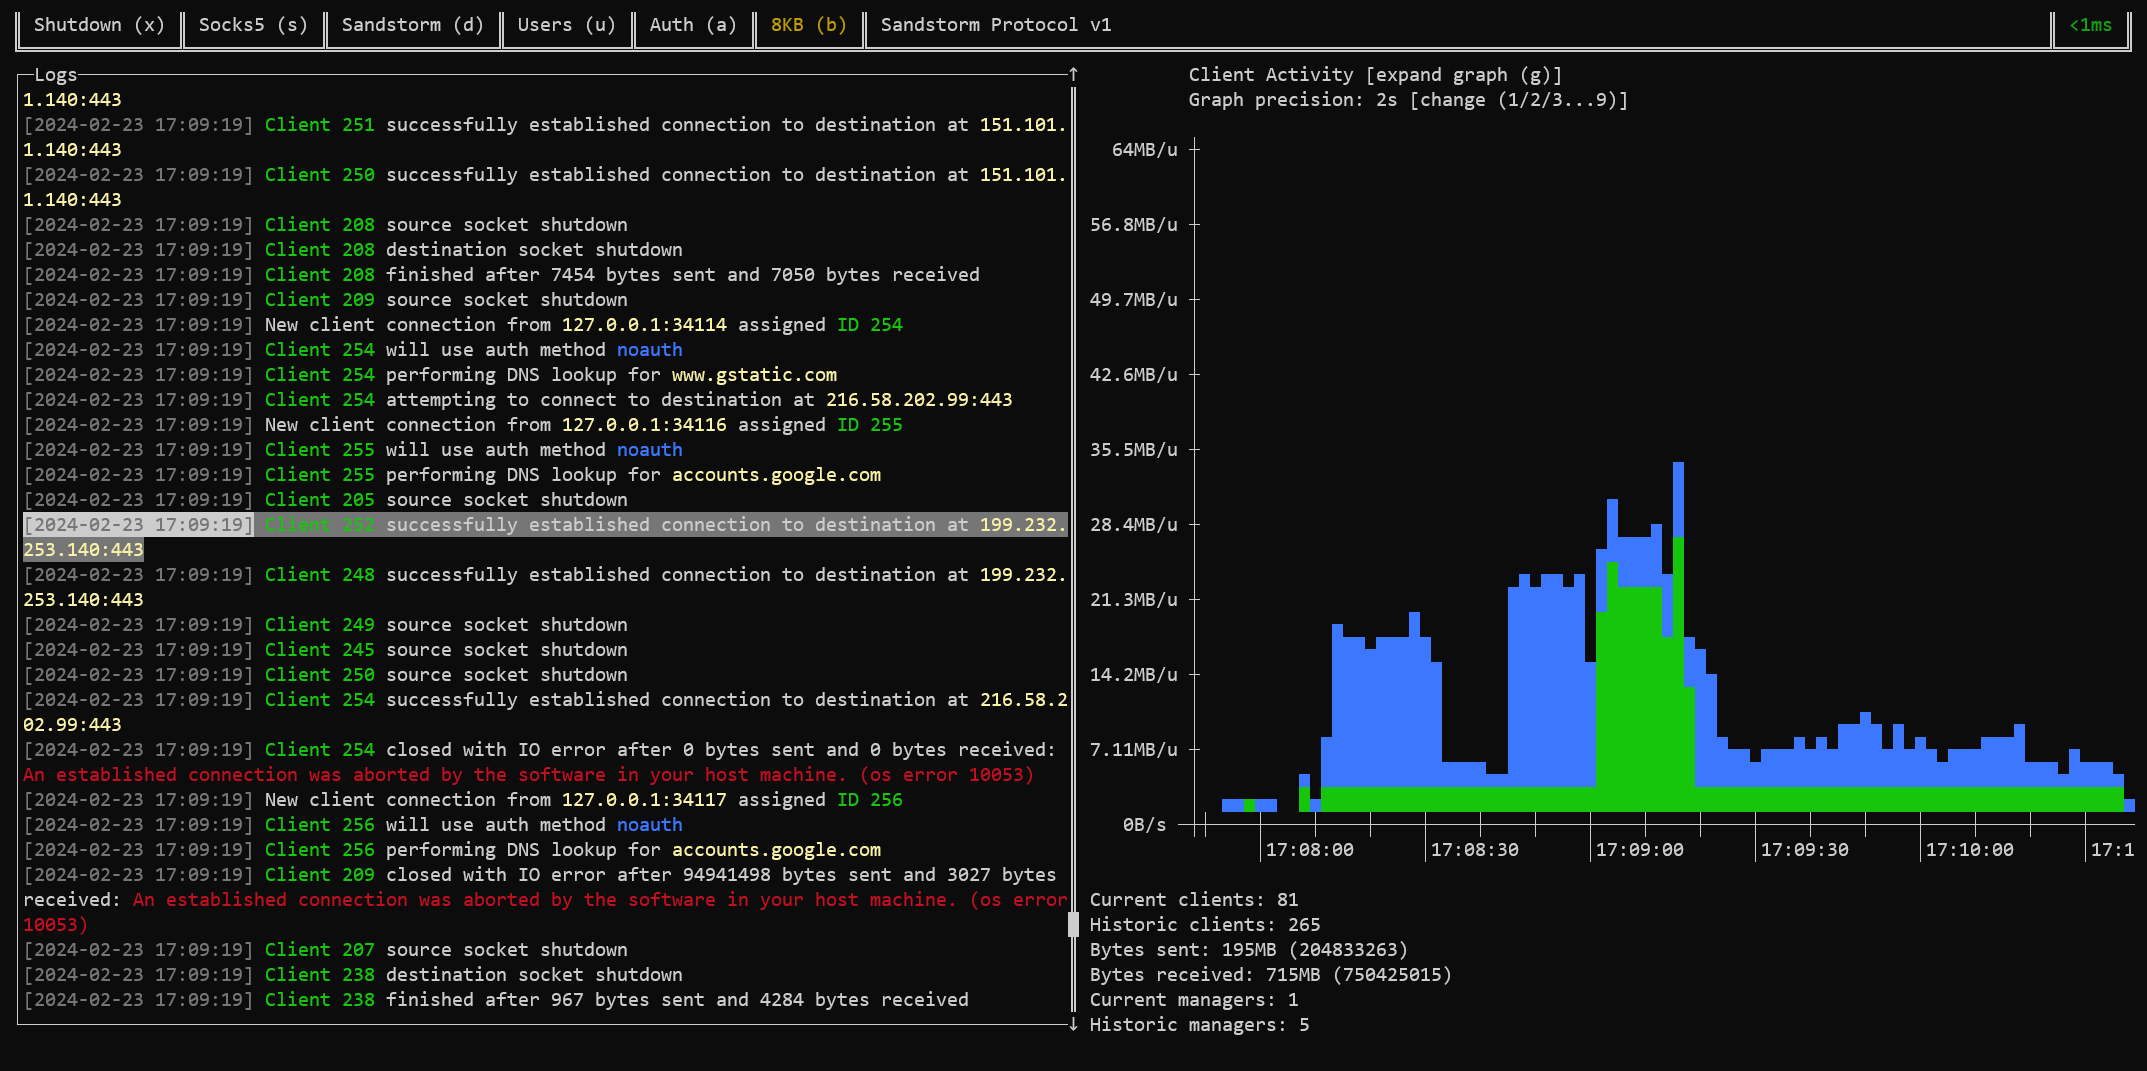 Shutdown (x) Socks5 (s) Sandstorm (d) Users (u) Auth (a) 8KB (b) Sandstorm Protocol v1 <1ms
Logs
1.140:443
[2024-02-23 17:09:19] Client 251 successfully established connection to destination at 151.101.
1.140:443
[2024-02-23 17:09:19] Client 250 successfully established connection to destination at 151.101.
1.140:443
[2024-02-23 17:09:19] Client 208 source socket shutdown
[2024-02-23 17:09:19] Client 208 destination socket shutdown
[2024-02-23 17:09:19] Client 208 finished after 7454 bytes sent and 7050 bytes received
[2024-02-23 17:09:19] Client 209 source socket shutdown
[2024-02-23 17:09:19] New client connection from 127.0.0.1:34114 assigned ID 254
[2024-02-23 17:09:19] Client 254 will use auth method noauth
[2024-02-23 17:09:19] Client 254 performing DNS lookup for www.gstatic.com
[2024-02-23 17:09:19] Client 254 attempting to connect to destination at 216.58.202.99:443
[2024-02-23 17:09:19] New client connection from 127.0.0.1:34116 assigned ID 255
[2024-02-23 17:09:19] Client 255 will use auth method noauth
[2024-02-23 17:09:19] Client 255 performing DNS lookup for accounts.google.com
[2024-02-23 17:09:19] Client 205 source socket shutdown
[2024-02-23 17:09:19] Client 252 successfully established connection to destination at 199.232.
253.140:443
[2024-02-23 17:09:19] Client 248 successfully established connection to destination at 199.232.
253.140:443
[2024-02-23 17:09:19] Client 249 source socket shutdown
[2024-02-23 17:09:19] Client 245 source socket shutdown
[2024-02-23 17:09:19] Client 250 source socket shutdown
[2024-02-23 17:09:19] Client 254 successfully established connection to destination at 216.58.2
02.99:443
[2024-02-23 17:09:19] Client 254 closed with IO error after 0 bytes sent and 0 bytes received:
An established connection was aborted by the software in your host machine. (os error 10053)
[2024-02-23 17:09:19] New client connection from 127.0.0.1:34117 assigned ID 256
[2024-02-23 17:09:19] Client 256 will use auth method noauth
[2024-02-23 17:09:19] Client 256 performing DNS lookup for accounts.google.com
[2024-02-23 17:09:19] Client 209 closed with IO error after 94941498 bytes sent and 3027 bytes
received: An established connection was aborted by the software in your host machine. (os error
10053)
[2024-02-23 17:09:19] Client 207 source socket shutdown
[2024-02-23 17:09:19] Client 238 destination socket shutdown
[2024-02-23 17:09:19] Client 238 finished after 967 bytes sent and 4284 bytes received
Client Activity [expand graph (g)]
Graph precision: 2s [change (1/2/3...9)]
64MB/u
56.8MB/u
49.7MB/u
42.6MB/u
35.5MB/u
28.4MB/u
21.3MB/u
14.2MB/u
7.11MB/u
0B/s
17:08:00 17:08:30 17:09:00 17:09:30 17:10:00 17:1
Current clients: 81
Historic clients: 265
Bytes sent: 195MB (204833263)
Bytes received: 715MB (750425015)
Current managers: 1
Historic managers: 5